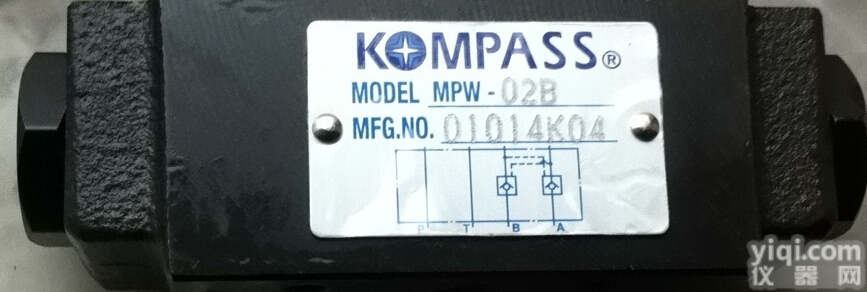 KOMPASS®
MODEL MPW-02B
MFG.NO. 01014K04
P T B A
yiqi.com
仪器网